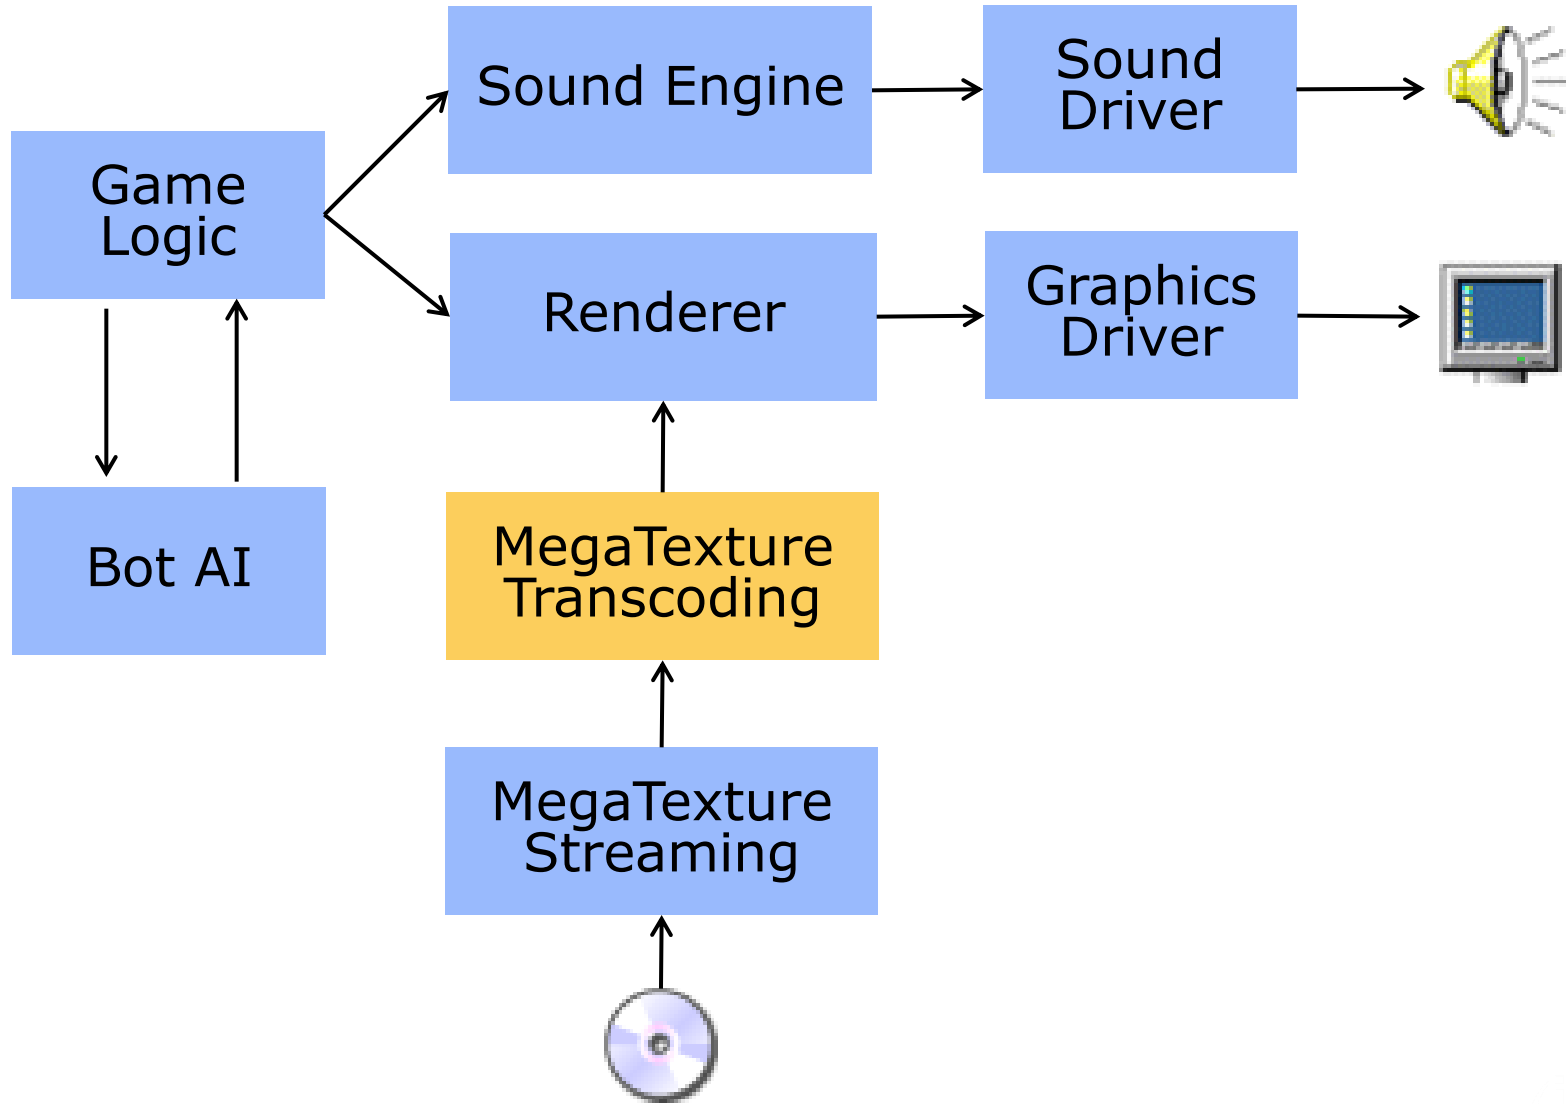 Sound Engine
Sound
Driver
Game
Logic
Renderer
Graphics
Driver
Bot AI
MegaTexture
Transcoding
MegaTexture
Streaming